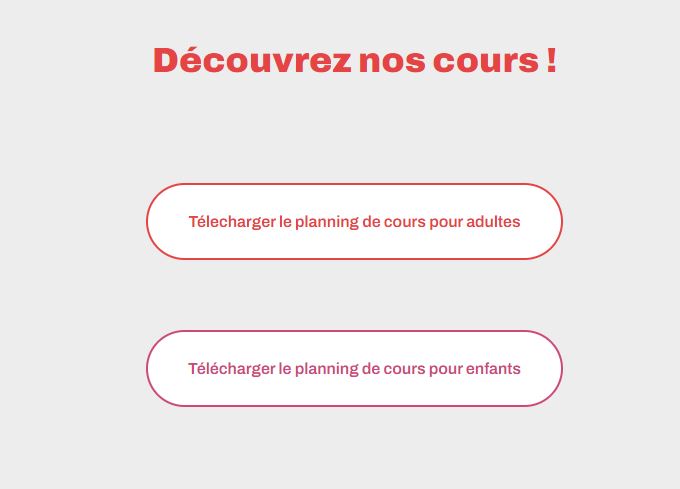 Découvrez nos cours !
Télecharger le planning de cours pour adultes
Télécharger le planning de cours pour enfants